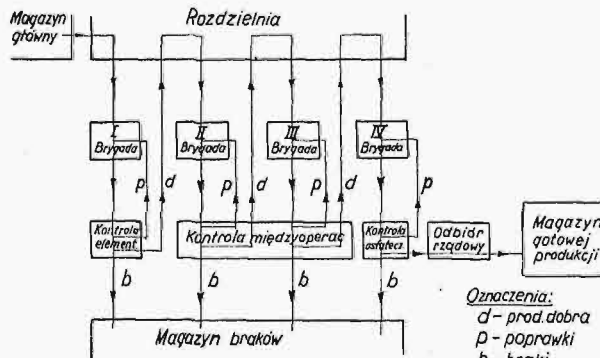 Magazyn
główny
Rozdzielnia
I
Brygada
II
Brygada
III
Brygada
IV
Brygada
p
d
p
d
p
d
p
Kontrola
element.
Kontrola międzyoperac
Kontrola
ostatecz.
Odbiór
rządowy
Magazyn
gotowej
produkcji
b
b
b
b
Magazyn braków
Oznaczenia:
d - prod. dobra
p - poprawki
b - braki